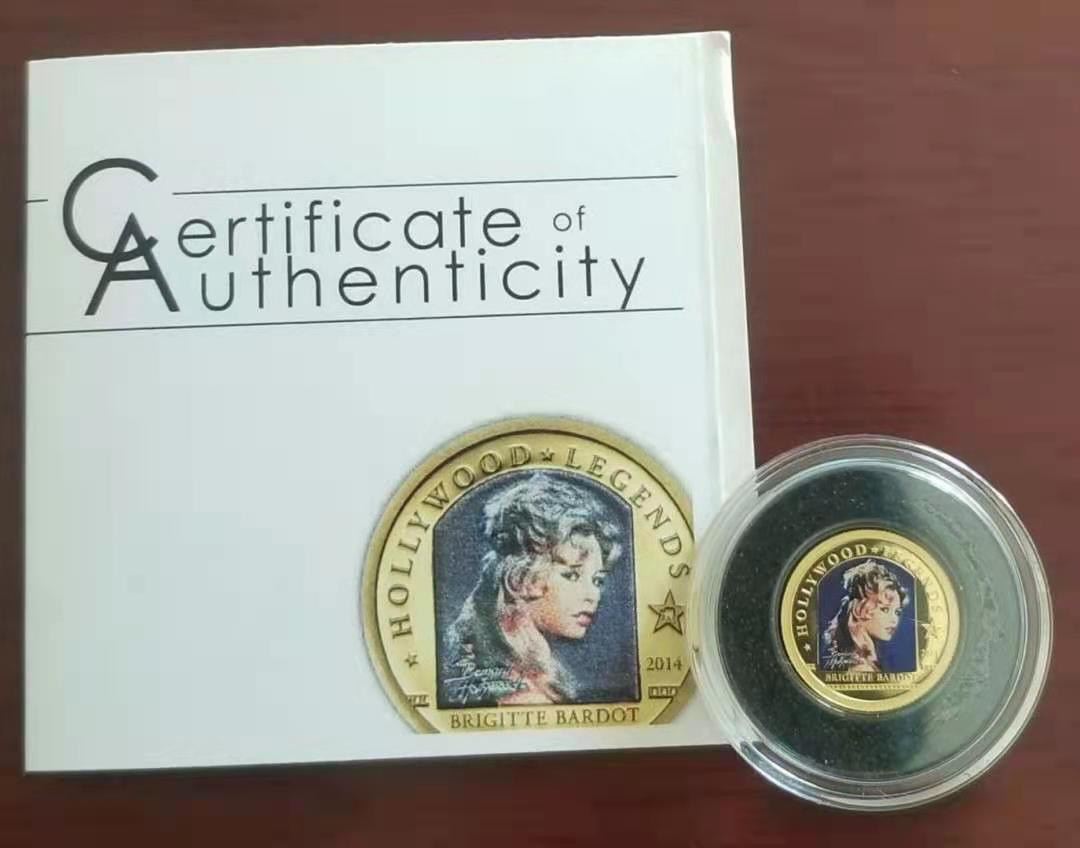 Certificate of
Authenticity
HOLLYWOOD ★ LEGENDS
2014
BRIGITTE BARDOT
HOLLYWOOD ★ LEGENDS
BRIGITTE BARDOT